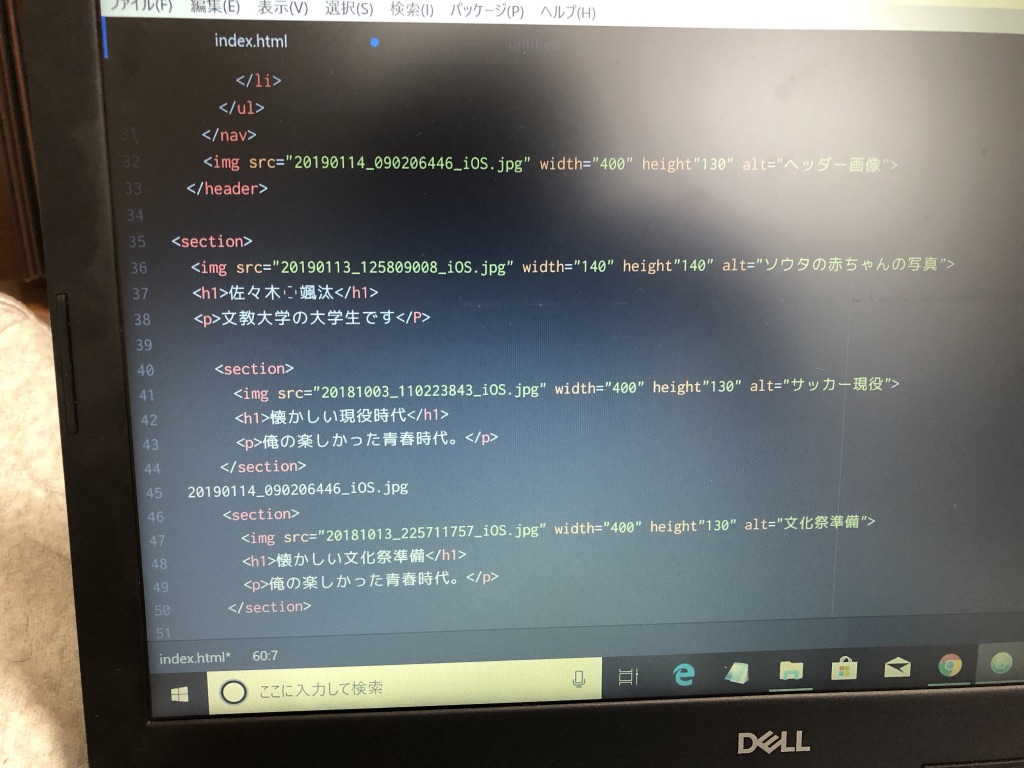 ファイル(F) 編集(E) 表示(V) 選択(S) 検索(I) パッケージ(P) ヘルプ(H)
index.html untitled
</li>
</ul>
31 </nav>
32 <img src="20190114_090206446_iOS.jpg" width="400" height"130" alt="ヘッダー画像">
33 </header>
34
35 <section>
36 <img src="20190113_125809008_iOS.jpg" width="140" height"140" alt="ソウタの赤ちゃんの写真">
37 <h1>佐々木 颯汰</h1>
38 <p>文教大学の大学生です</P>
39
40 <section>
41 <img src="20181003_110223843_iOS.jpg" width="400" height"130" alt="サッカー現役">
42 <h1>懐かしい現役時代</h1>
43 <p>俺の楽しかった青春時代。</p>
44 </section>
45 20190114_090206446_iOS.jpg
46 <section>
47 <img src="20181013_225711757_iOS.jpg" width="400" height"130" alt="文化祭準備">
48 <h1>懐かしい文化祭準備</h1>
49 <p>俺の楽しかった青春時代。</p>
50 </section>
51
index.html* 60:7
ここに入力して検索
DELL